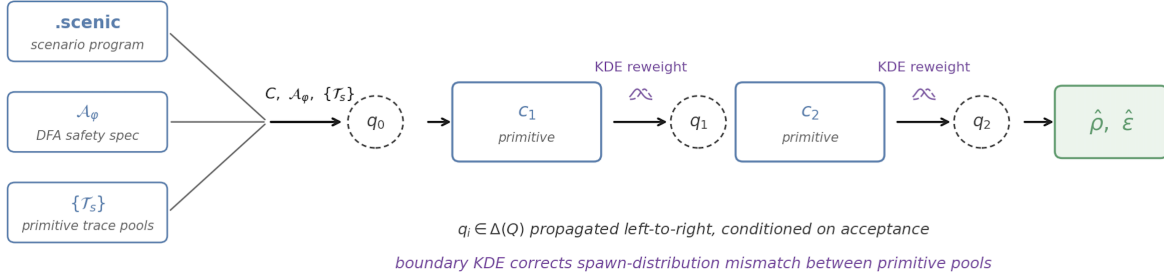 .scenic
scenario program
𝒜φ
DFA safety spec
{𝒯s}
primitive trace pools
C, 𝒜φ, {𝒯s}
q0
c1
primitive
KDE reweight
q1
c2
primitive
KDE reweight
q2
ρ̂, ε̂
qi ∈ Δ(Q) propagated left-to-right, conditioned on acceptance
boundary KDE corrects spawn-distribution mismatch between primitive pools